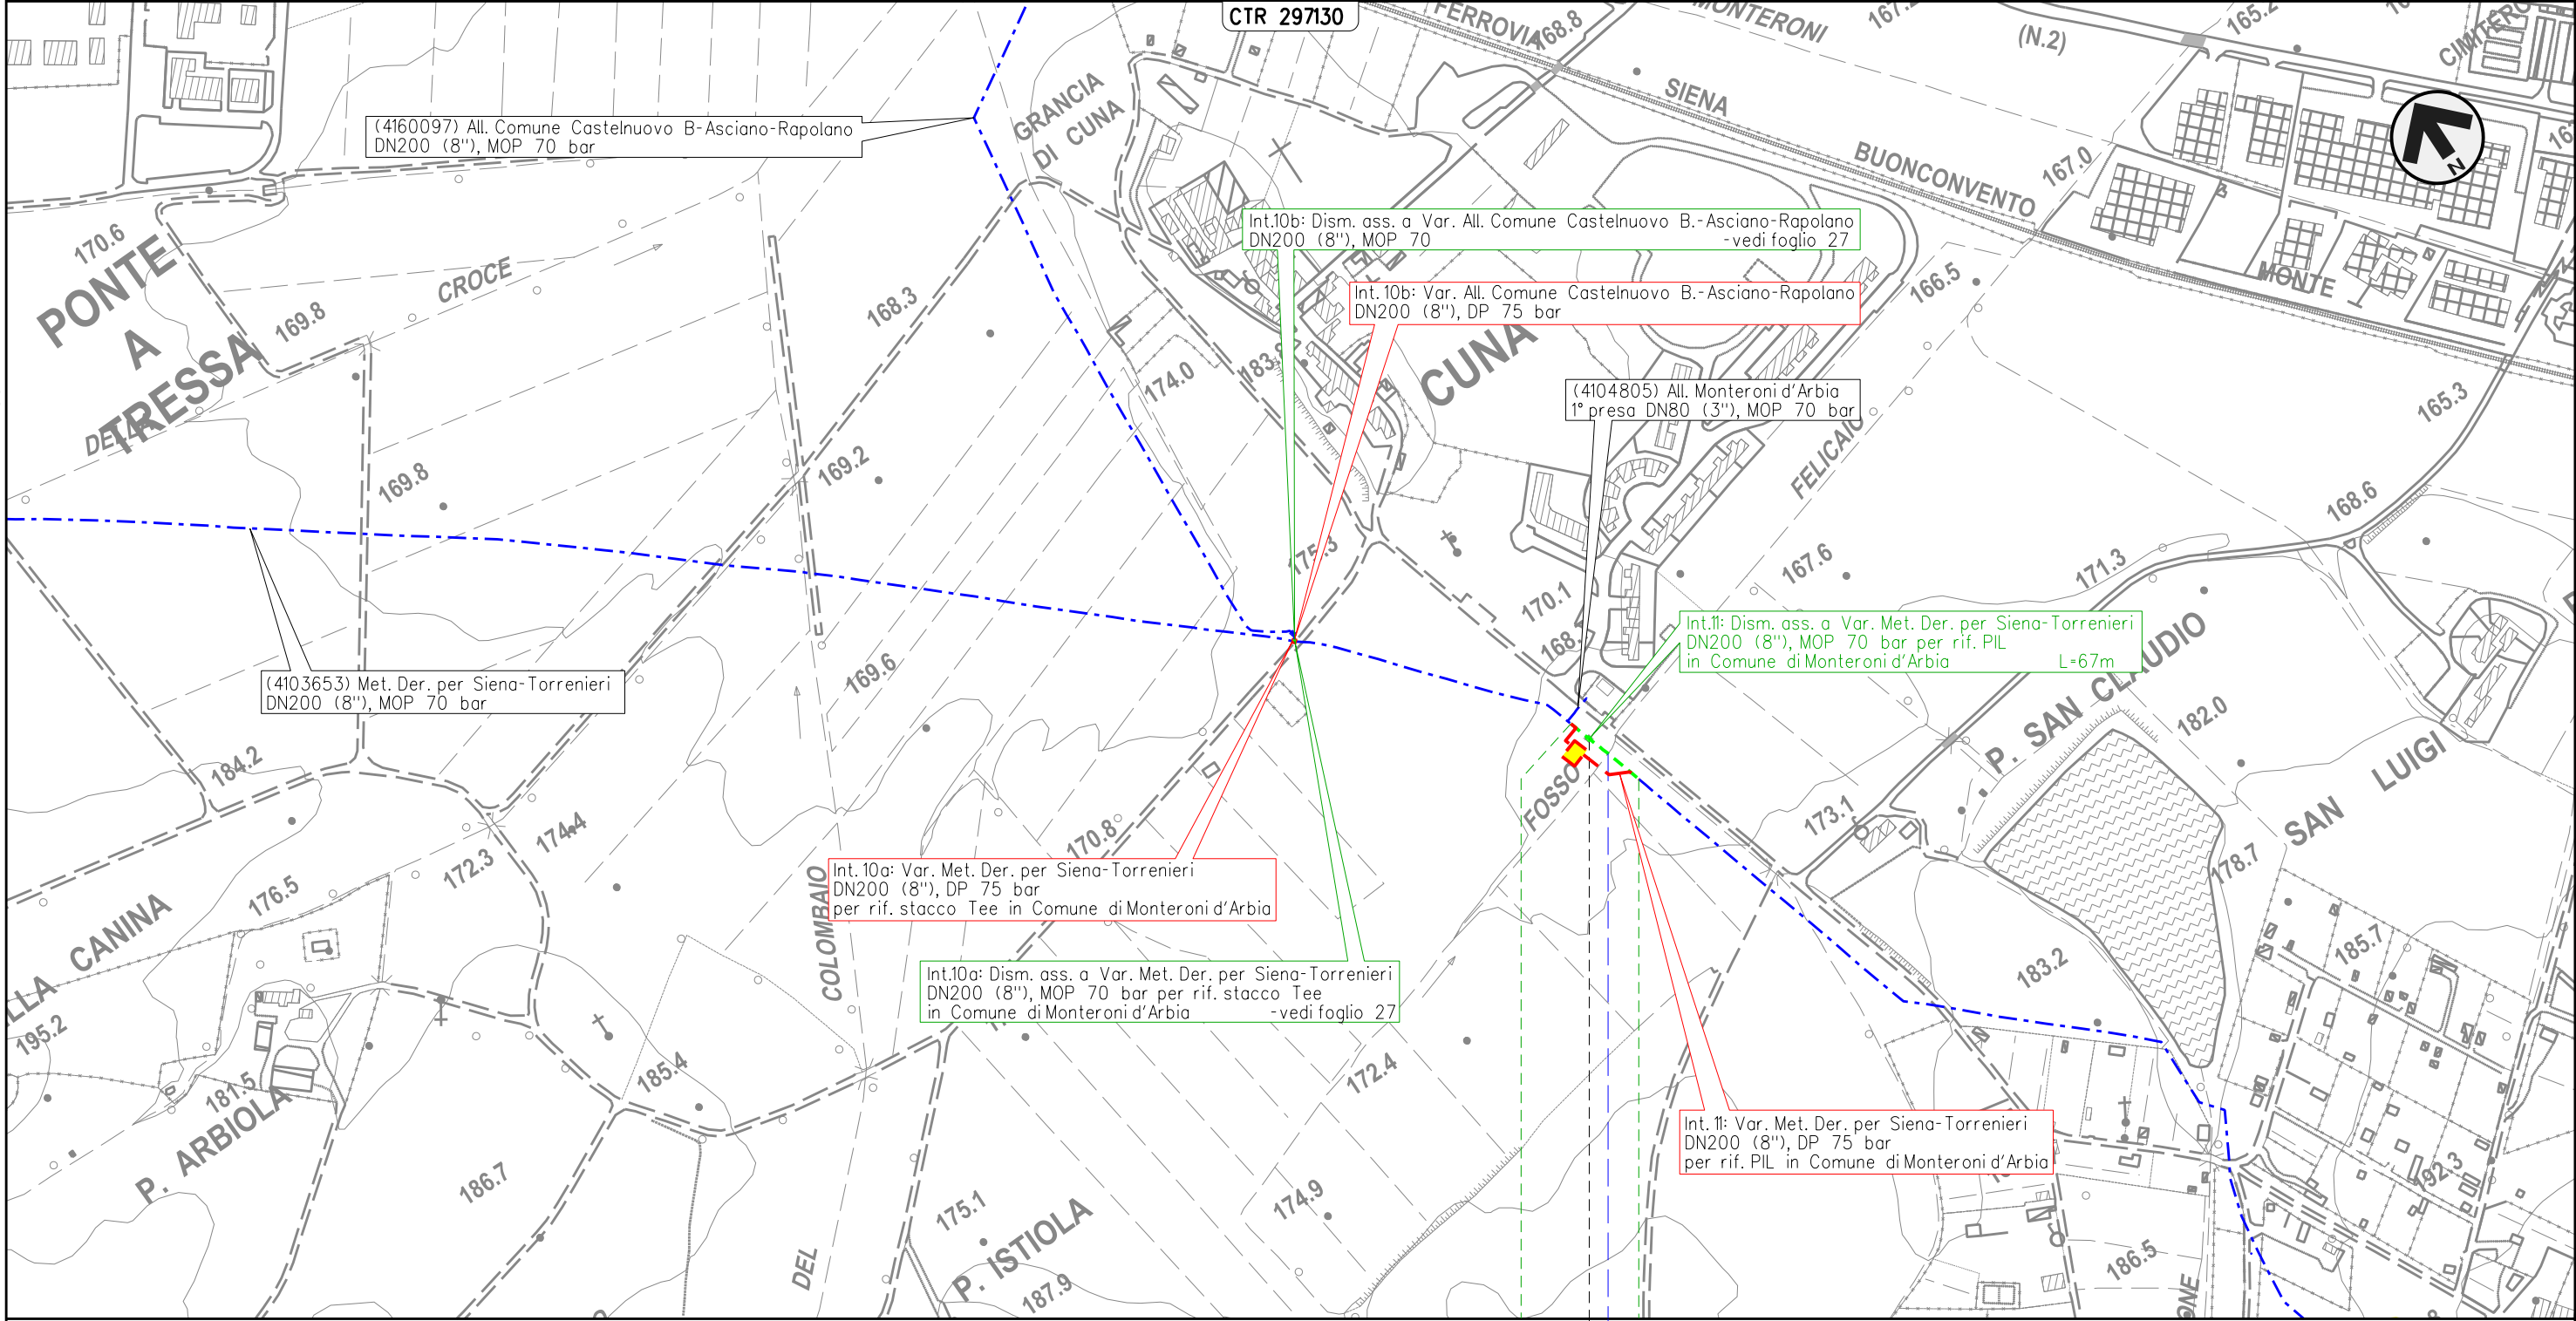 CTR 297130
FERROVIA
168.8
MONTERONI
(N.2)
165.2
CIMITERO
SIENA
BUONCONVENTO
167.0
MONTE
N
GRANCIA
DI CUNA
(4160097) All. Comune Castelnuovo B-Asciano-Rapolano
DN200 (8"), MOP 70 bar
170.6
PONTE
A
TRESSA
CROCE
169.8
168.3
Int.10b: Dism. ass. a Var. All. Comune Castelnuovo B.-Asciano-Rapolano
DN200 (8"), MOP 70 -vedi foglio 27
Int. 10b: Var. All. Comune Castelnuovo B.-Asciano-Rapolano
DN200 (8"), DP 75 bar
166.5
174.0
CUNA
(4104805) All. Monteroni d'Arbia
1° presa DN80 (3"), MOP 70 bar
165.3
FELICAIO
169.8
169.2
168.6
175.3
167.6
171.3
170.1
Int.11: Dism. ass. a Var. Met. Der. per Siena-Torrenieri
DN200 (8"), MOP 70 bar per rif. PIL
in Comune di Monteroni d'Arbia L=67m
(4103653) Met. Der. per Siena-Torrenieri
DN200 (8"), MOP 70 bar
169.6
P. SAN CLAUDIO
182.0
SAN LUIGI
184.2
FOSSO
173.1
174.4
172.3
170.8
178.7
Int. 10a: Var. Met. Der. per Siena-Torrenieri
DN200 (8"), DP 75 bar
per rif. stacco Tee in Comune di Monteroni d'Arbia
176.5
CANINA
COLOMBAIO
185.7
183.2
Int.10a: Dism. ass. a Var. Met. Der. per Siena-Torrenieri
DN200 (8"), MOP 70 bar per rif. stacco Tee
in Comune di Monteroni d'Arbia -vedi foglio 27
195.2
181.5
P. ARBIOLA
185.4
172.4
Int. 11: Var. Met. Der. per Siena-Torrenieri
DN200 (8"), DP 75 bar
per rif. PIL in Comune di Monteroni d'Arbia
186.7
175.1
174.9
192.3
P. ISTIOLA
187.9
DEL
186.5